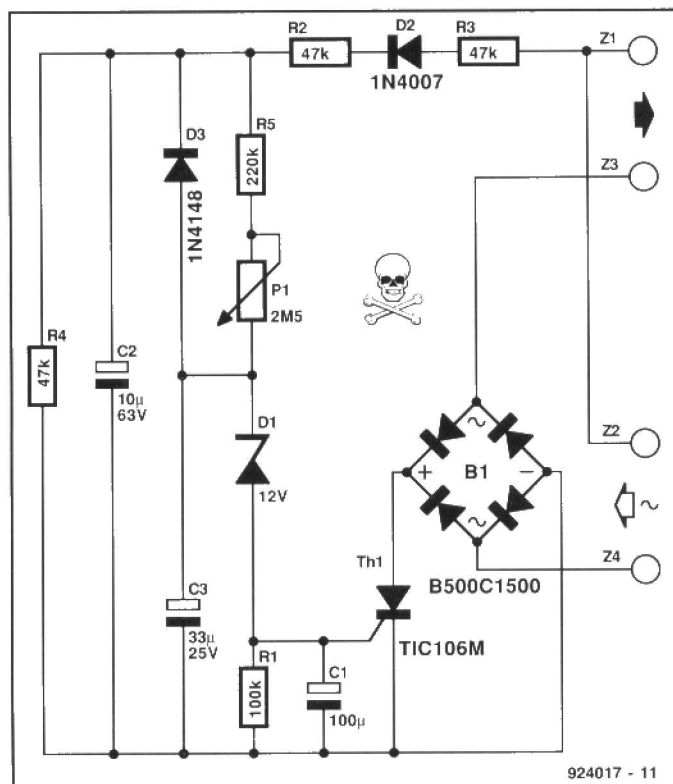 R2
47k
D2
1N4007
R3
47k
Z1
D3
1N4148
R5
220k
Z3
P1
2M5
R4
47k
C2
10µ
63V
D1
12V
~
+ B1 −
~
Z2
~
Th1
Z4
B500C1500
C3
33µ
25V
TIC106M
R1
100k
C1
100µ
924017 - 11